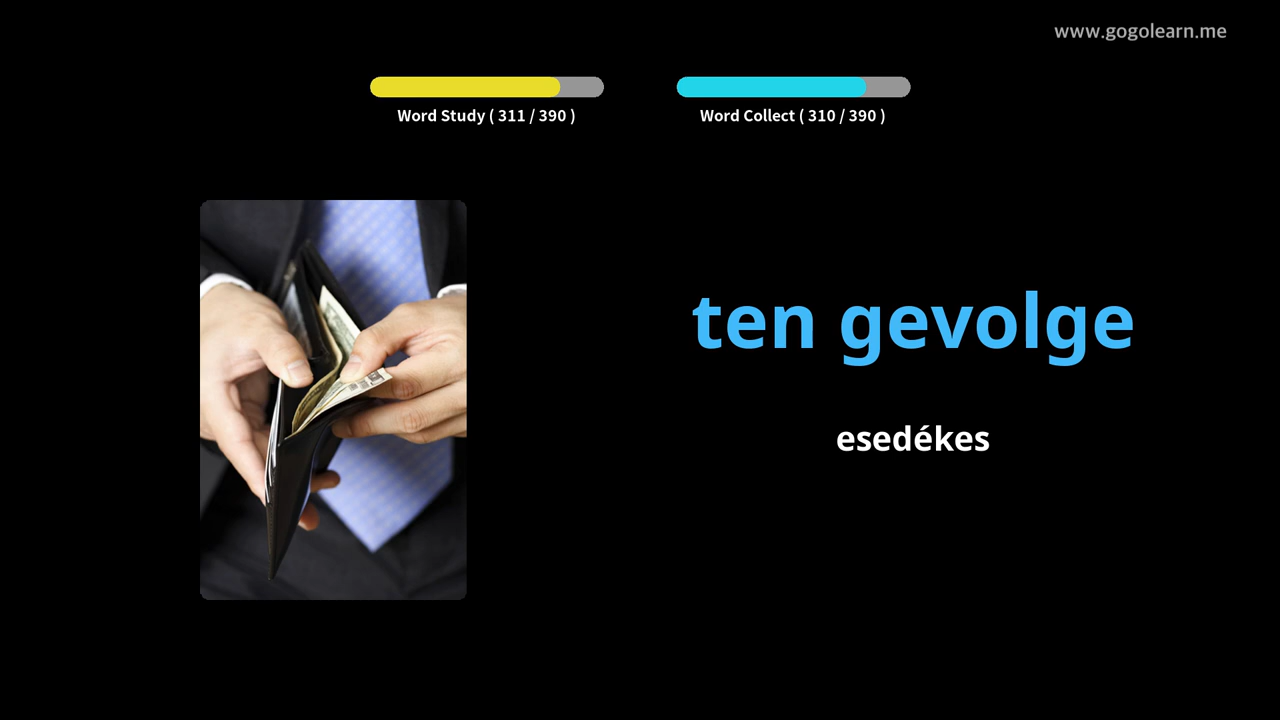 www.gogolearn.me
Word Study ( 311 / 390 )
Word Collect ( 310 / 390 )
ten gevolge
esedékes